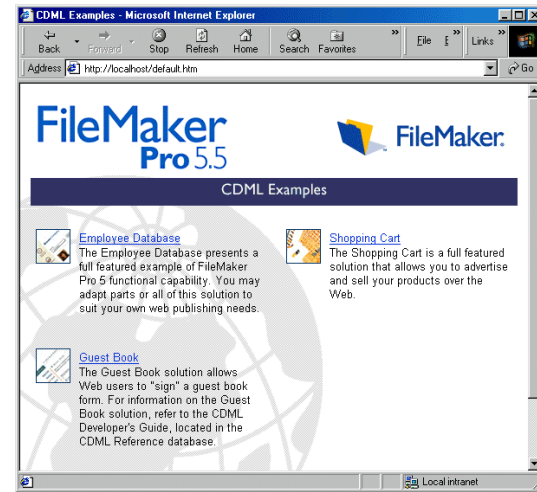 CDML Examples - Microsoft Internet Explorer
Back
Forward
Stop
Refresh
Home
Search
Favorites
»
File
E
»
Links
»
Address
http://localhost/default.htm
Go
FileMaker
Pro 5.5
FileMaker.
CDML Examples
Employee Database
The Employee Database presents a
full featured example of FileMaker
Pro 5 functional capability. You may
adapt parts or all of this solution to
suit your own web publishing needs.
Shopping Cart
The Shopping Cart is a full featured
solution that allows you to advertise
and sell your products over the
Web.
Guest Book
The Guest Book solution allows
Web users to "sign" a guest book
form. For information on the Guest
Book solution, refer to the CDML
Developer's Guide, located in the
CDML Reference database.
Local intranet